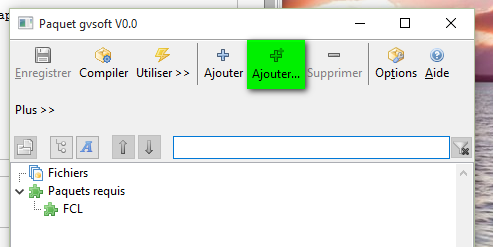 Paquet gvsoft V0.0
Enregistrer Compiler Utiliser >> Ajouter Ajouter... Supprimer Options Aide
Plus >>
A
Fichiers
Paquets requis
FCL